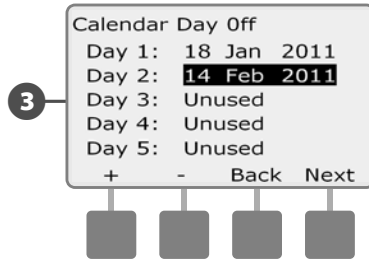 Calendar Day Off
Day 1: 18 Jan 2011
Day 2: 14 Feb 2011
3
Day 3: Unused
Day 4: Unused
Day 5: Unused
+ - Back Next